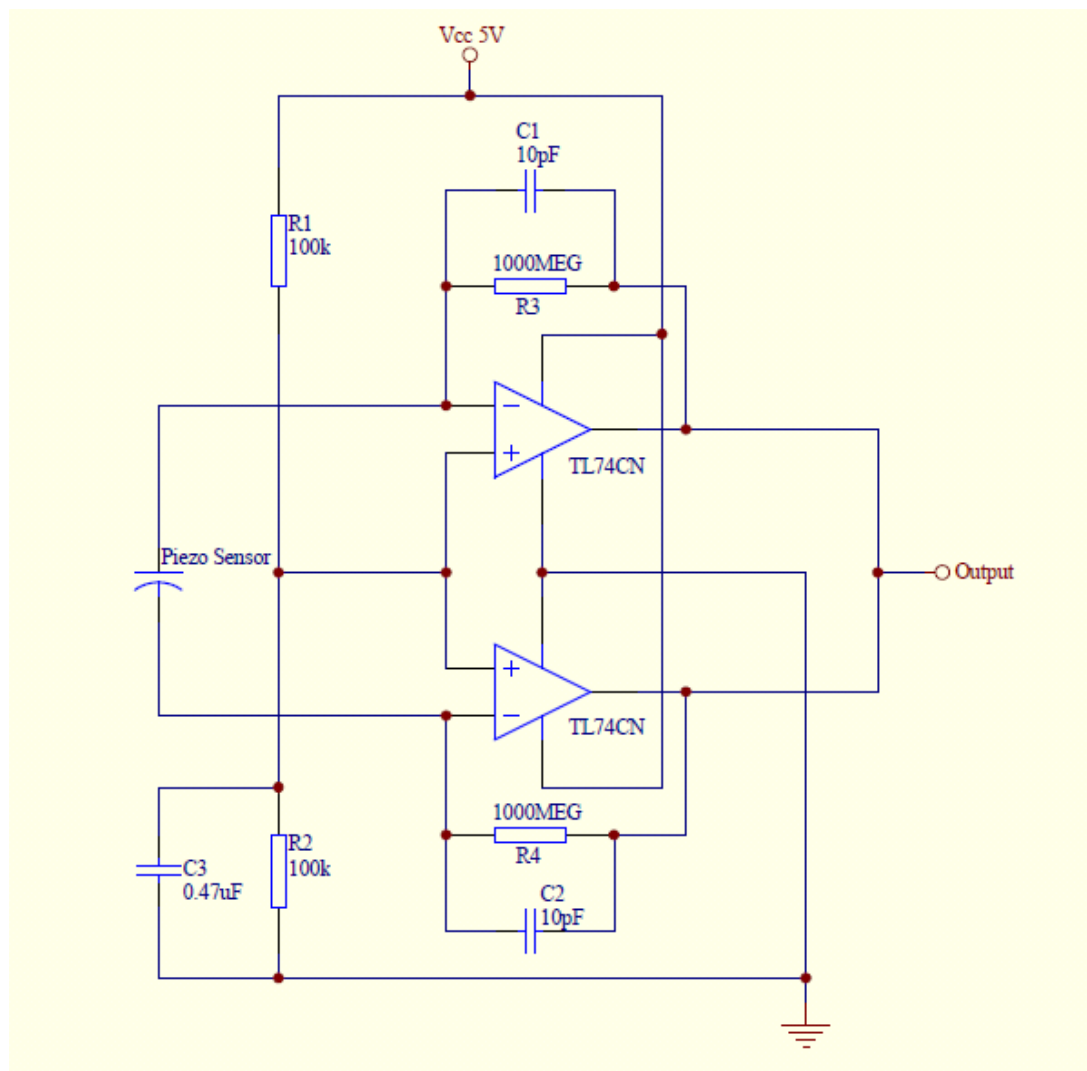 Vcc 5V
C1
10pF
R1
100k
1000MEG
R3
−
+
TL74CN
Piezo Sensor
Output
+
−
TL74CN
1000MEG
R4
R2
100k
C3
0.47uF
C2
10pF